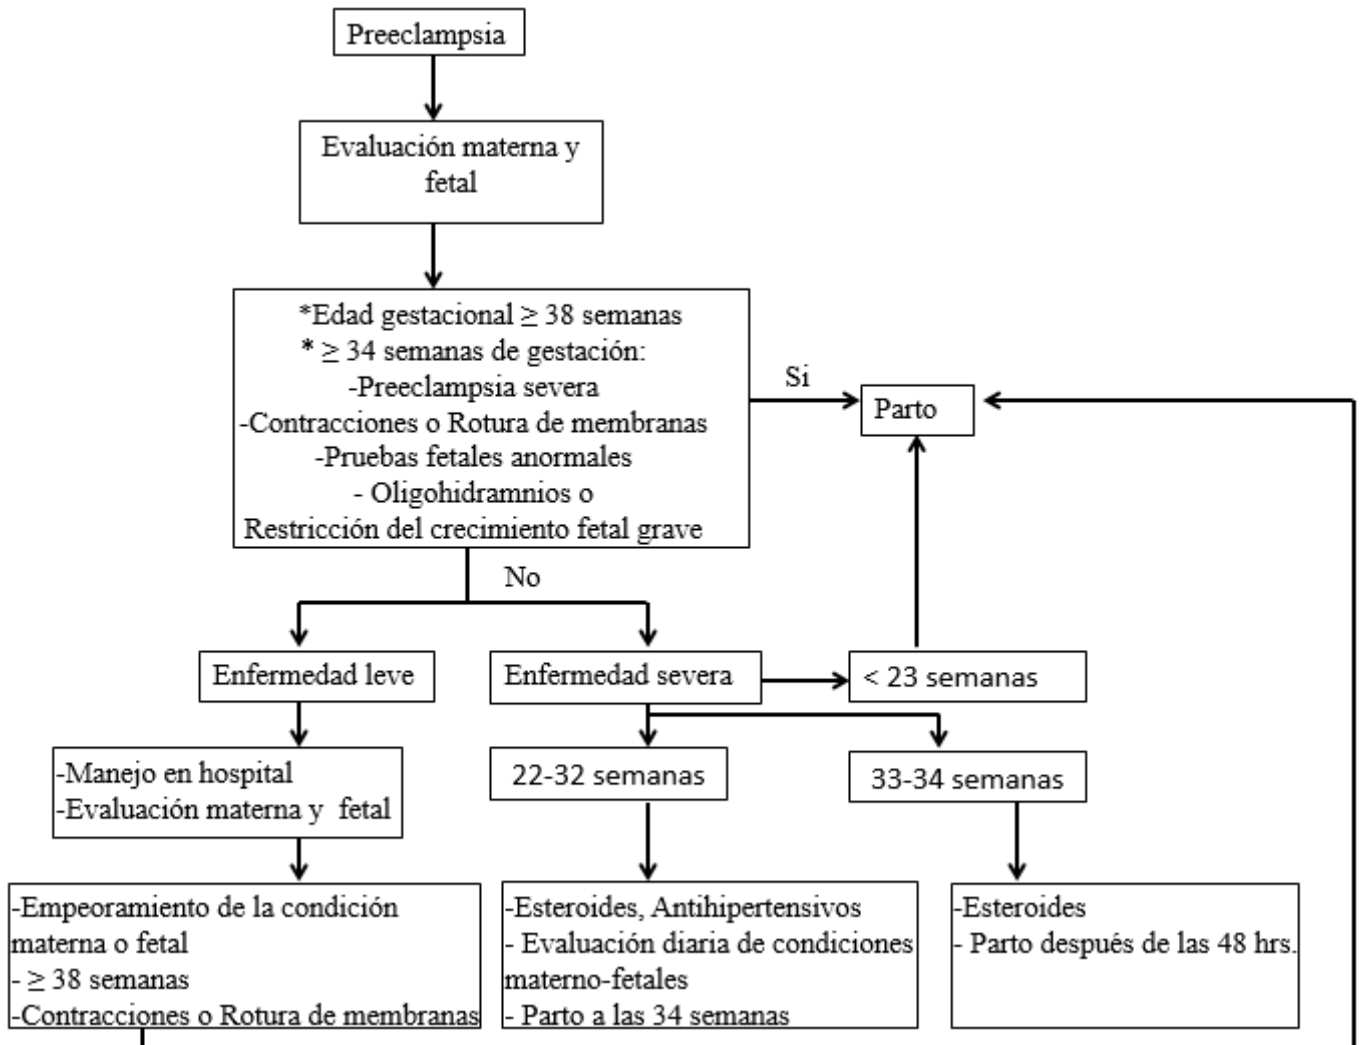 Preeclampsia
Evaluación materna y
fetal
*Edad gestacional ≥ 38 semanas
* ≥ 34 semanas de gestación:
-Preeclampsia severa
-Contracciones o Rotura de membranas
-Pruebas fetales anormales
- Oligohidramnios o
Restricción del crecimiento fetal grave
Si
Parto
No
Enfermedad leve
Enfermedad severa
< 23 semanas
-Manejo en hospital
-Evaluación materna y fetal
22-32 semanas
33-34 semanas
-Empeoramiento de la condición
materna o fetal
- ≥ 38 semanas
-Contracciones o Rotura de membranas
-Esteroides, Antihipertensivos
- Evaluación diaria de condiciones
materno-fetales
- Parto a las 34 semanas
-Esteroides
- Parto después de las 48 hrs.